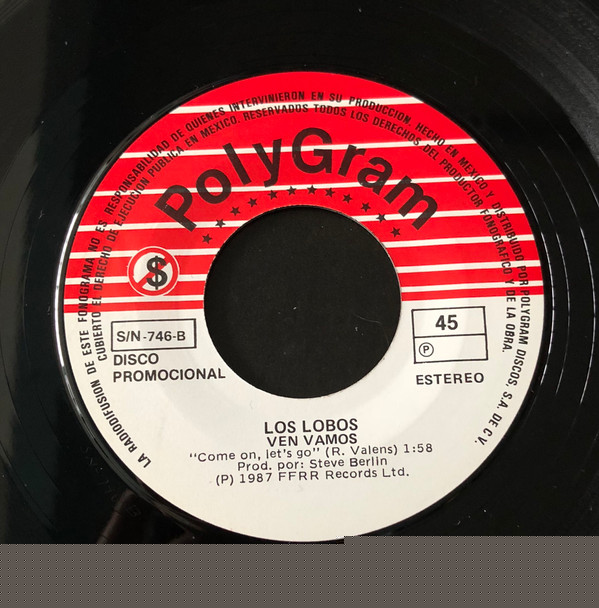 LA RADIODIFUSION DE ESTE FONOGRAMA NO ES RESPONSABILIDAD DE QUIENES INTERVINIERON EN SU PRODUCCION. HECHO EN MEXICO Y DISTRIBUIDO POR POLYGRAM DISCOS, S.A. DE C.V.
CUBIERTO EL DERECHO DE EJECUCION PUBLICA EN MEXICO. RESERVADOS TODOS LOS DERECHOS DEL PRODUCTOR FONOGRAFICO Y DE LA OBRA.
PolyGram
$
S/N-746-B
45
DISCO
PROMOCIONAL
℗
ESTEREO
LOS LOBOS
VEN VAMOS
"Come on, let's go" (R. Valens) 1:58
Prod. por: Steve Berlin
(P) 1987 FFRR Records Ltd.